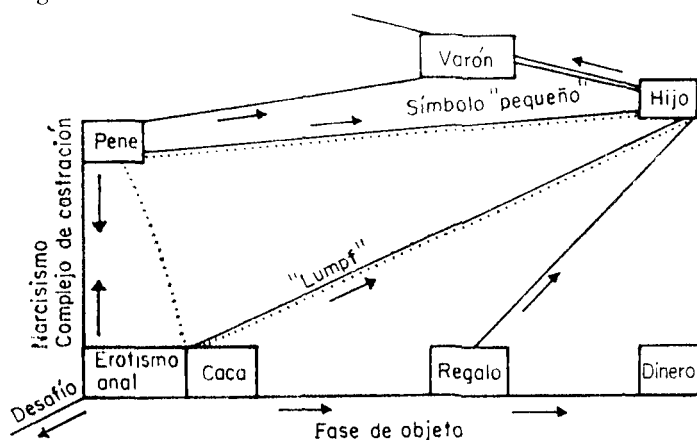 Varón
Símbolo "pequeño"
Hijo
Pene
Narcisismo
Complejo de castración
"Lumpf"
Erotismo
anal
Caca
Regalo
Dinero
Desafío
Fase de objeto